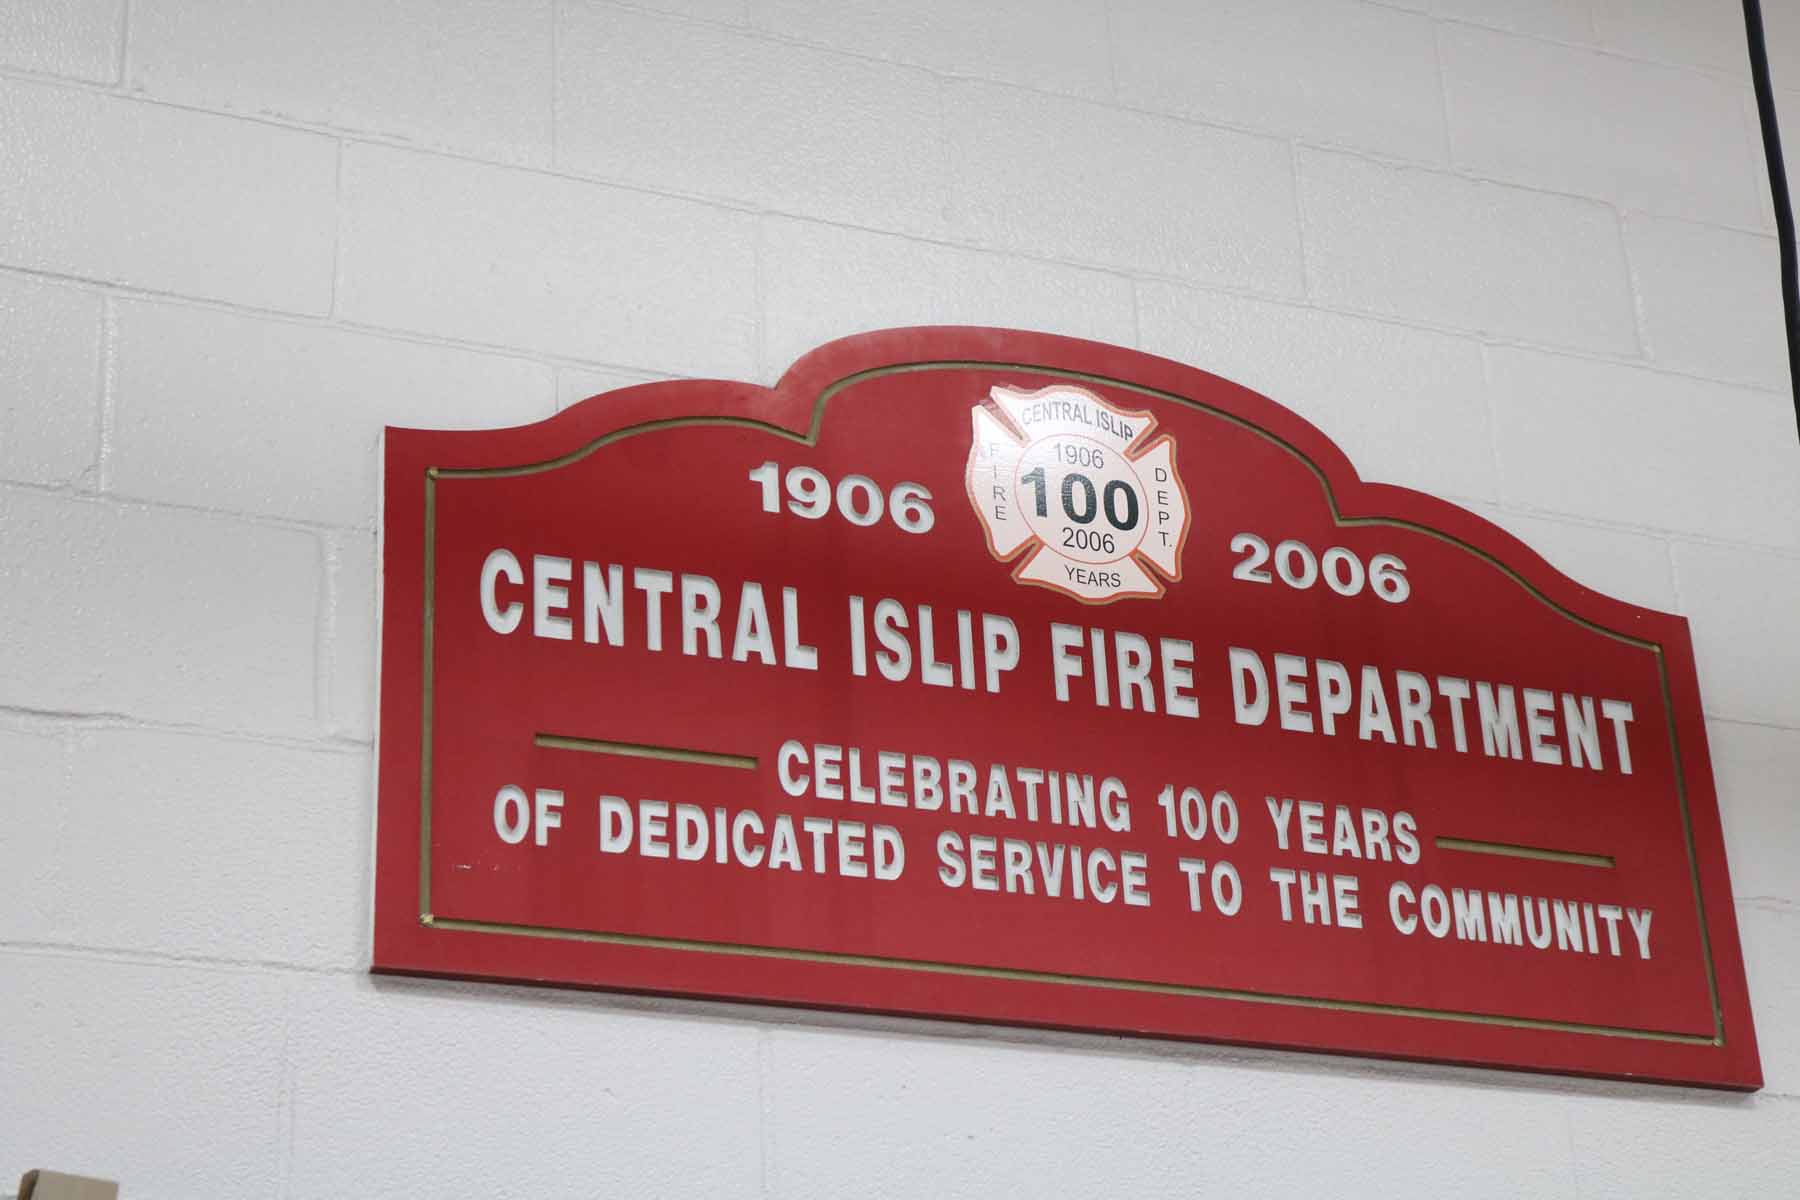 CENTRAL ISLIP
FIRE
1906
100
2006
DEPT.
YEARS
1906
2006
CENTRAL ISLIP FIRE DEPARTMENT
CELEBRATING 100 YEARS
OF DEDICATED SERVICE TO THE COMMUNITY